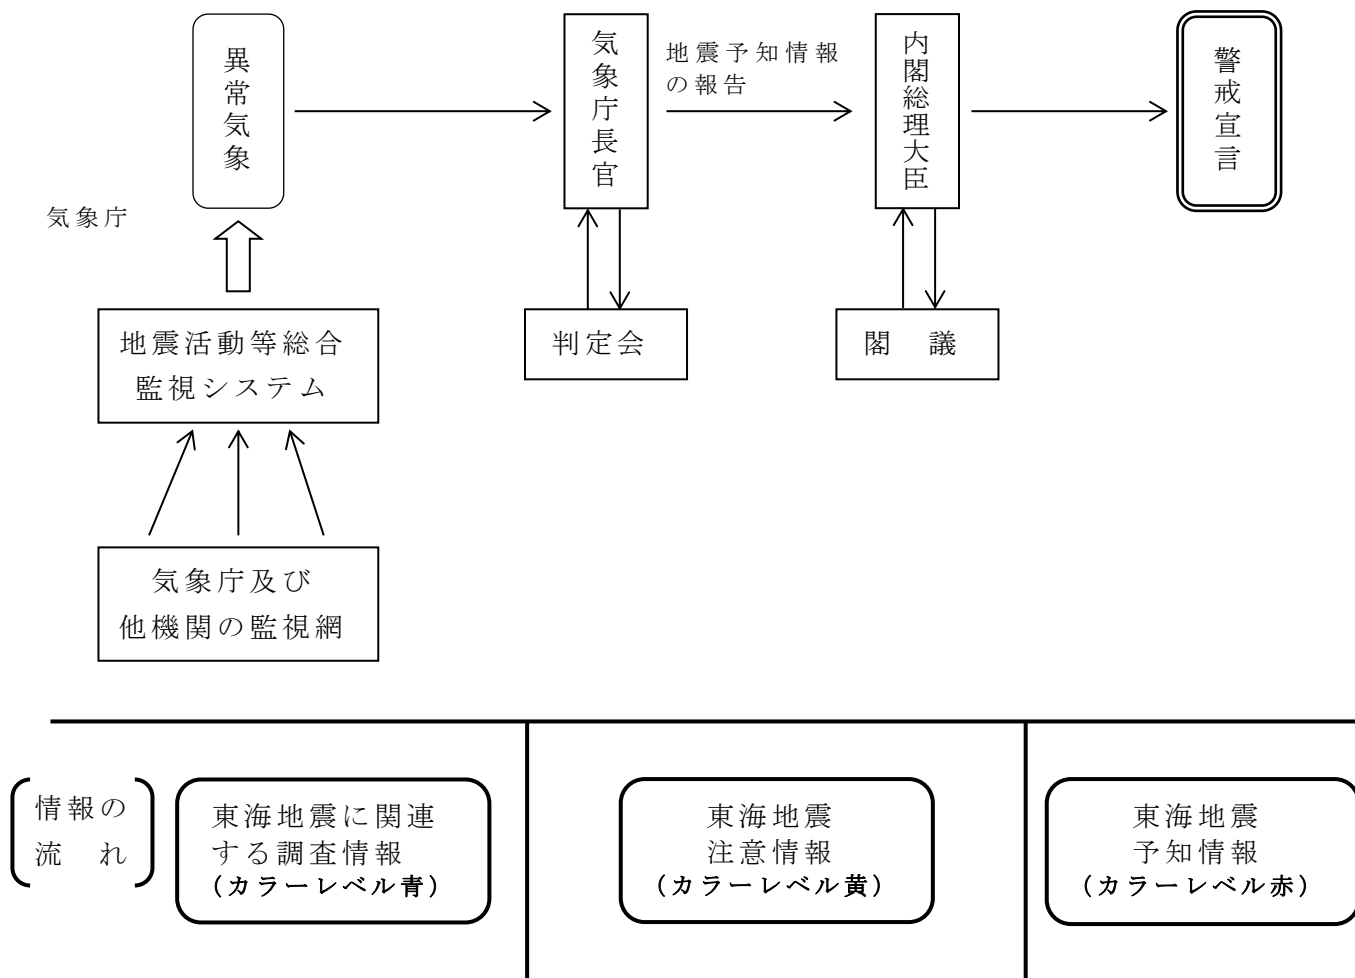 異常気象
気象庁長官
地震予知情報
の報告
内閣総理大臣
警戒宣言
気象庁
地震活動等総合
監視システム
判定会
閣　議
気象庁及び
他機関の監視網
情報の
流　れ
東海地震に関連
する調査情報
(カラーレベル青)
東海地震
注意情報
(カラーレベル黄)
東海地震
予知情報
(カラーレベル赤)